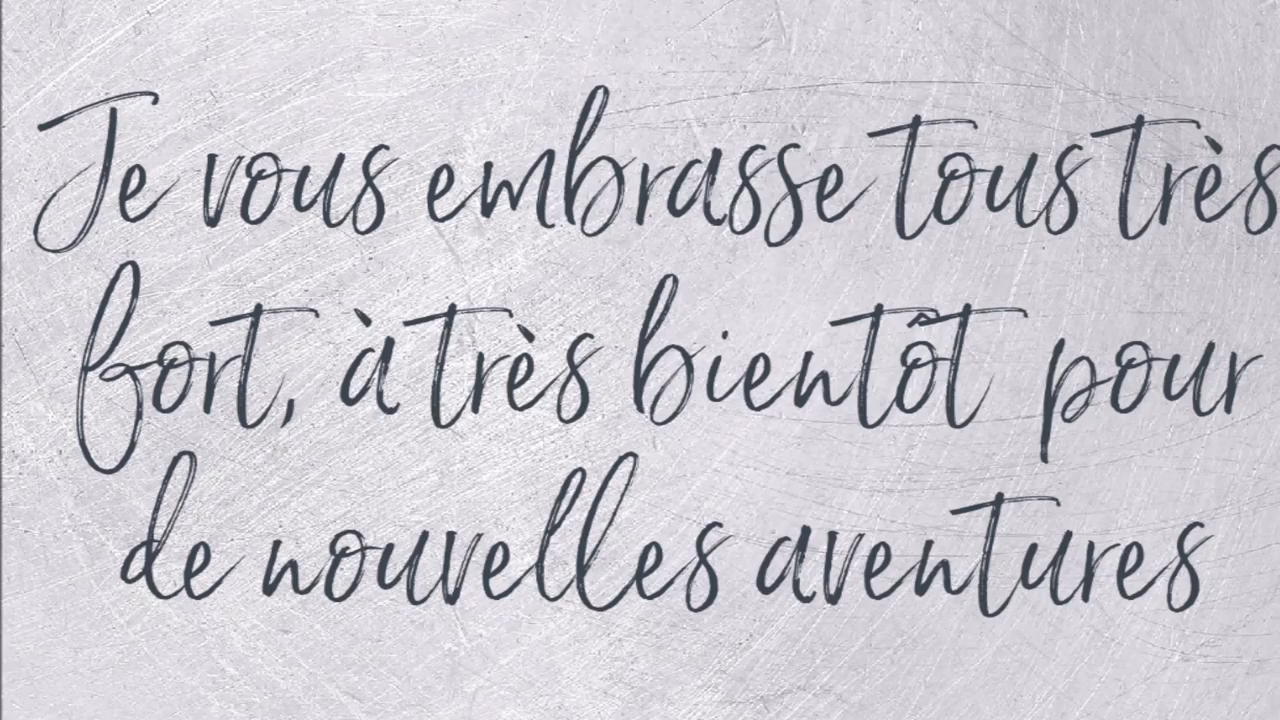 Je vous embrasse tous très
fort, à très bientôt pour
de nouvelles aventures